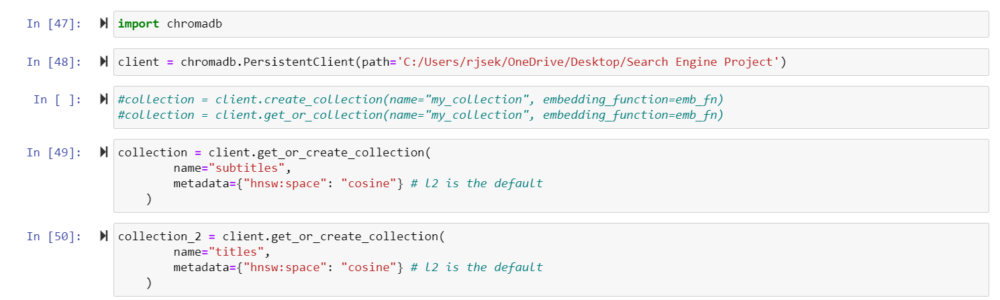 In [47]: import chromadb
In [48]: client = chromadb.PersistentClient(path='C:/Users/rjsek/OneDrive/Desktop/Search Engine Project')
In [ ]: #collection = client.create_collection(name="my_collection", embedding_function=emb_fn)
#collection = client.get_or_collection(name="my_collection", embedding_function=emb_fn)
In [49]: collection = client.get_or_create_collection(
        name="subtitles",
        metadata={"hnsw:space": "cosine"} # l2 is the default
    )
In [50]: collection_2 = client.get_or_create_collection(
        name="titles",
        metadata={"hnsw:space": "cosine"} # l2 is the default
    )